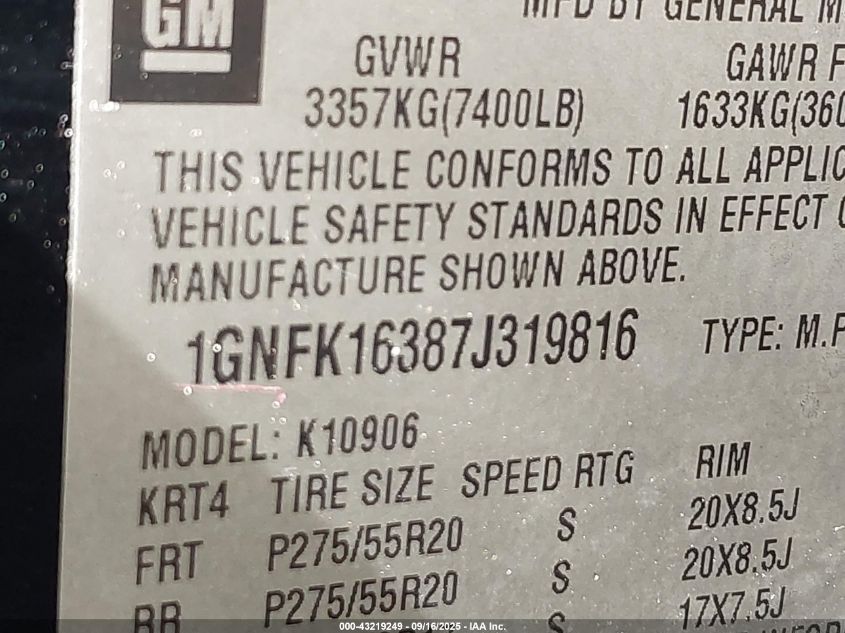 GM
MFD BY GENERAL M
GVWR GAWR F
3357KG(7400LB) 1633KG(360
THIS VEHICLE CONFORMS TO ALL APPLIC
VEHICLE SAFETY STANDARDS IN EFFECT O
MANUFACTURE SHOWN ABOVE.
1GNFK16387J319816 TYPE: M.P
MODEL: K10906
KRT4 TIRE SIZE SPEED RTG RIM
FRT P275/55R20 S 20X8.5J
RR P275/55R20 S 20X8.5J
S 17X7.5J
000-43219249 - 09/16/2025 - IAA Inc.